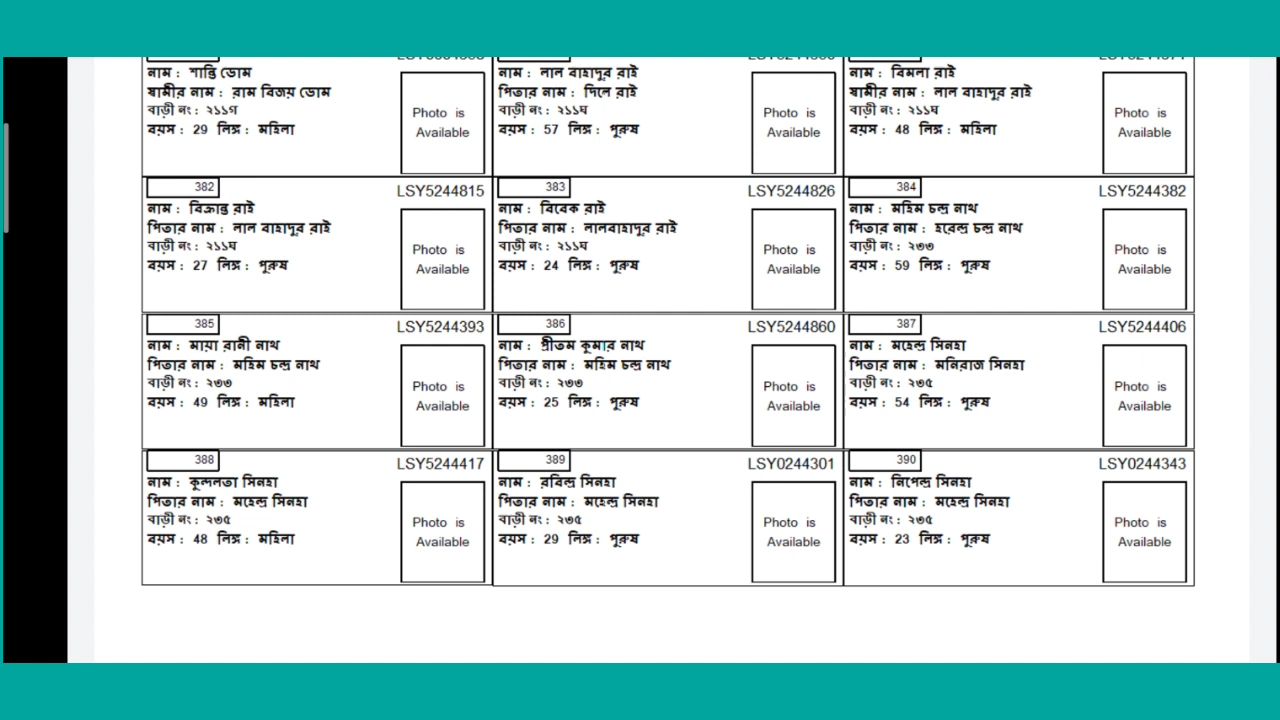 নাম : শান্তি ডোম
স্বামীর নাম : রাম বিজয় ডোম
বাড়ী নং : ২১১গ
বয়স : 29 লিঙ্গ : মহিলা
Photo is
Available
নাম : লাল বাহাদুর রাই
পিতার নাম : দিলে রাই
বাড়ী নং : ২১১ঘ
বয়স : 57 লিঙ্গ : পুরুষ
Photo is
Available
নাম : বিমলা রাই
স্বামীর নাম : লাল বাহাদুর রাই
বাড়ী নং : ২১১ঘ
বয়স : 48 লিঙ্গ : মহিলা
Photo is
Available
382 LSY5244815
নাম : বিক্রান্ত রাই
পিতার নাম : লাল বাহাদুর রাই
বাড়ী নং : ২১১ঘ
বয়স : 27 লিঙ্গ : পুরুষ
Photo is
Available
383 LSY5244826
নাম : বিবেক রাই
পিতার নাম : লালবাহাদুর রাই
বাড়ী নং : ২১১ঘ
বয়স : 24 লিঙ্গ : পুরুষ
Photo is
Available
384 LSY5244382
নাম : মহিম চন্দ্র নাথ
পিতার নাম : হরেন্দ্র চন্দ্র নাথ
বাড়ী নং : ২৩৩
বয়স : 59 লিঙ্গ : পুরুষ
Photo is
Available
385 LSY5244393
নাম : মায়া রানী নাথ
পিতার নাম : মহিম চন্দ্র নাথ
বাড়ী নং : ২৩৩
বয়স : 49 লিঙ্গ : মহিলা
Photo is
Available
386 LSY5244860
নাম : প্রীতম কুমার নাথ
পিতার নাম : মহিম চন্দ্র নাথ
বাড়ী নং : ২৩৩
বয়স : 25 লিঙ্গ : পুরুষ
Photo is
Available
387 LSY5244406
নাম : মহেন্দ্র সিনহা
পিতার নাম : মনিরাজ সিনহা
বাড়ী নং : ২৩৫
বয়স : 54 লিঙ্গ : পুরুষ
Photo is
Available
388 LSY5244417
নাম : কুন্দলতা সিনহা
পিতার নাম : মহেন্দ্র সিনহা
বাড়ী নং : ২৩৫
বয়স : 48 লিঙ্গ : মহিলা
Photo is
Available
389 LSY0244301
নাম : রবিন্দ্র সিনহা
পিতার নাম : মহেন্দ্র সিনহা
বাড়ী নং : ২৩৫
বয়স : 29 লিঙ্গ : পুরুষ
Photo is
Available
390 LSY0244343
নাম : নিপেন্দ্র সিনহা
পিতার নাম : মহেন্দ্র সিনহা
বাড়ী নং : ২৩৫
বয়স : 23 লিঙ্গ : পুরুষ
Photo is
Available